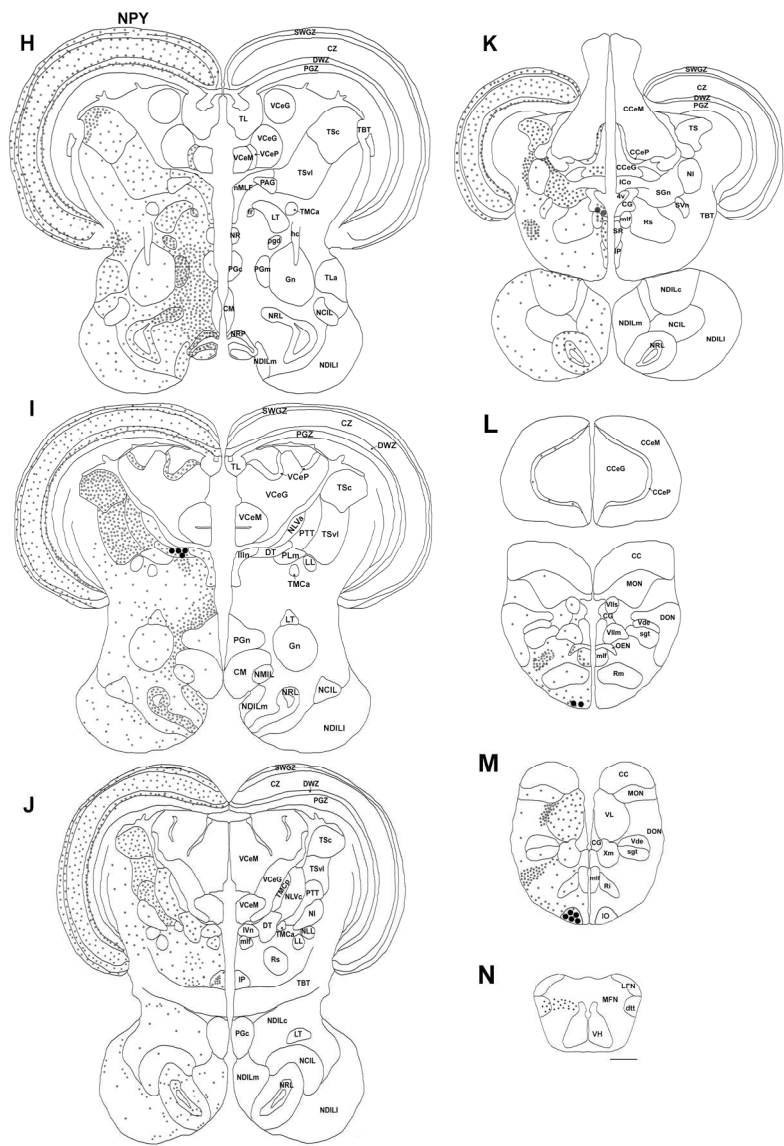 NPY
H
SWGZ
CZ
DWZ
PGZ
TL
VCeG
VCeG
VCeM
VCeP
TSc
TBT
TSvl
nMLF
PAG
fr
LT
TMCa
NR
pgd
hc
PGc
PGm
Gn
TLa
CM
NRL
NCIL
NRP
NDILm
NDILl
I
SWGZ
CZ
PGZ
DWZ
TL
VCeP
VCeG
TSc
VCeM
NLVa
PTT
TSvl
IIIn
DT
PLm
LL
TMCa
LT
PGn
Gn
CM
NMIL
NRL
NCIL
NDILm
NDILl
J
SWGZ
CZ
DWZ
PGZ
VCeM
TSc
TSvl
VCeG
TMCp
NLVc
PTT
VCeM
NI
IVn
DT
TMCa
NLL
mlf
LL
Rs
IP
TBT
NDILc
PGc
LT
NCIL
NDILm
NRL
NDILl
K
SWGZ
CZ
DWZ
PGZ
CCeM
TS
CCeP
CCeG
NI
ICo
SGn
4v
CG
SVn
mlf
Rs
TBT
SR
IP
NDILc
NDILm
NCIL
NRL
NDILl
L
CCeM
CCeG
CCeP
CC
MON
VIIs
CG
DON
Vde
VIIm
sgt
OEN
mlf
Rm
M
CC
MON
VL
DON
CG
Vde
Xm
sgt
mlf
Ri
IO
N
LFN
MFN
dtt
VH